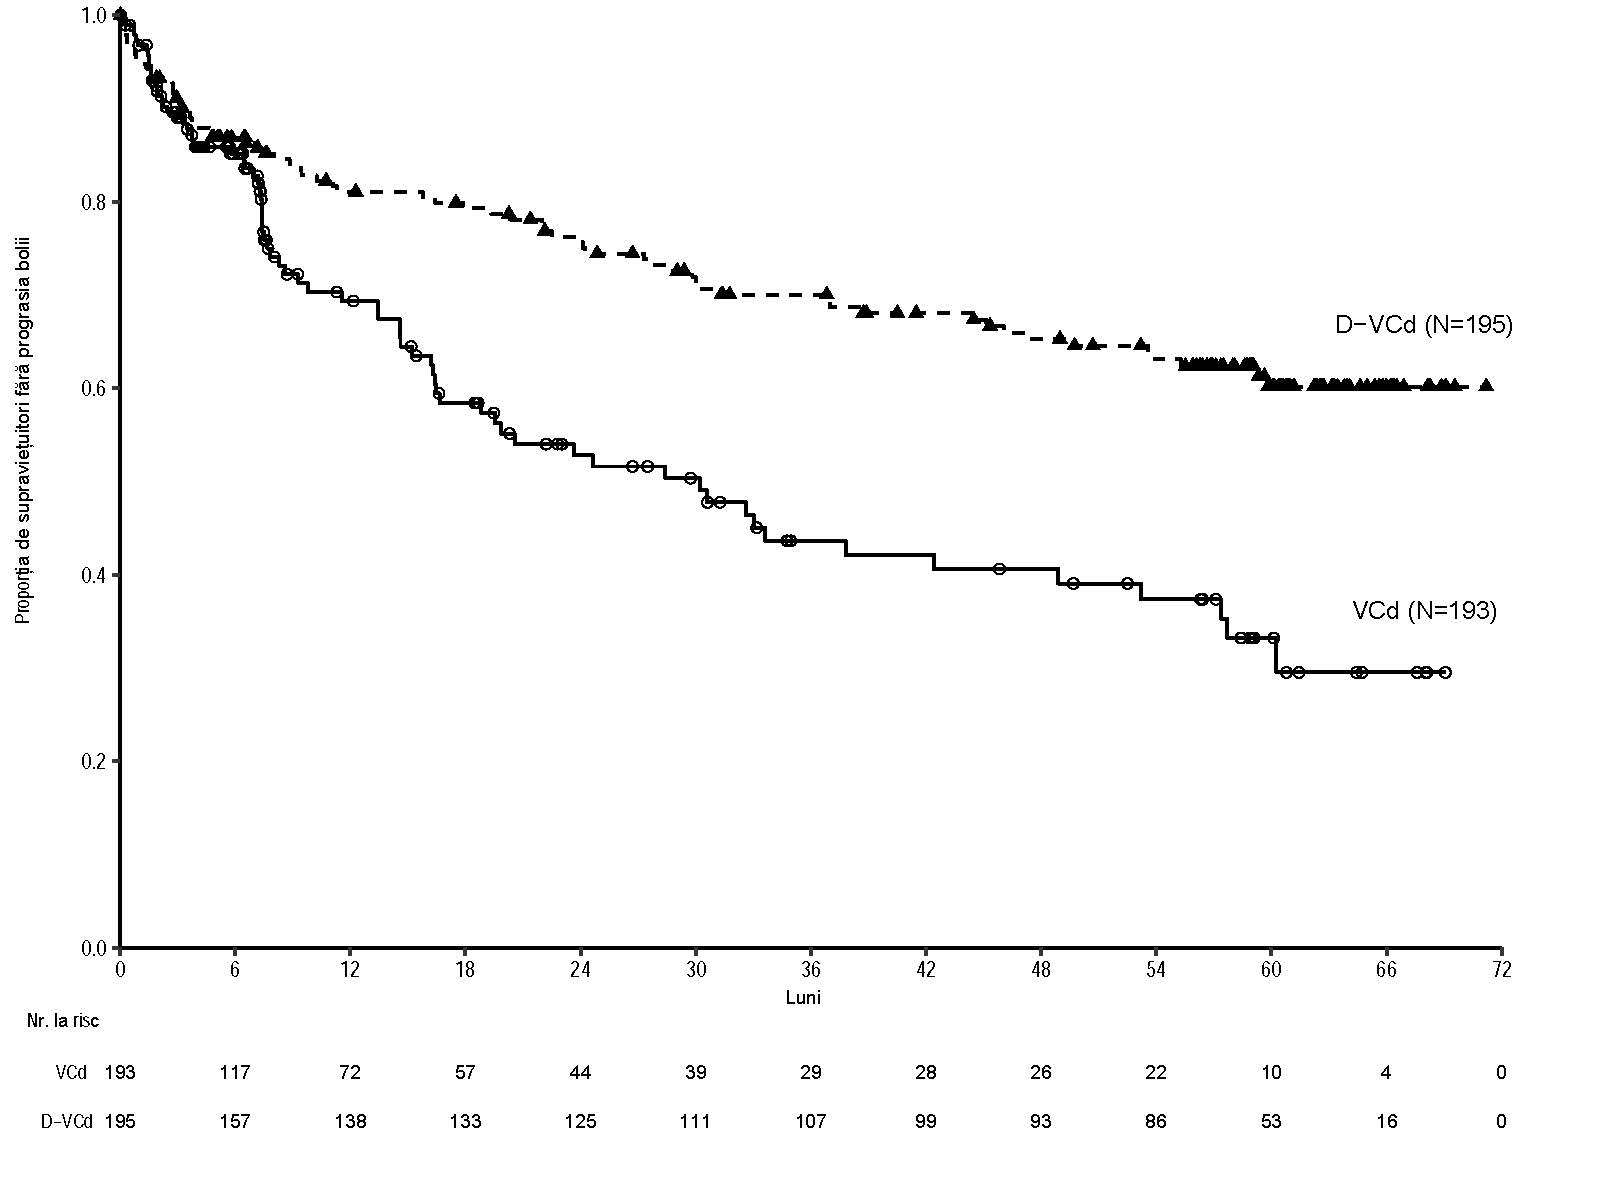 Proporția de supraviețuitori fără prograsia bolii
1.0
0.8
0.6
0.4
0.2
0.0
D−VCd (N=195)
VCd (N=193)
0 6 12 18 24 30 36 42 48 54 60 66 72
Luni
Nr. la risc
VCd 193 117 72 57 44 39 29 28 26 22 10 4 0
D−VCd 195 157 138 133 125 111 107 99 93 86 53 16 0